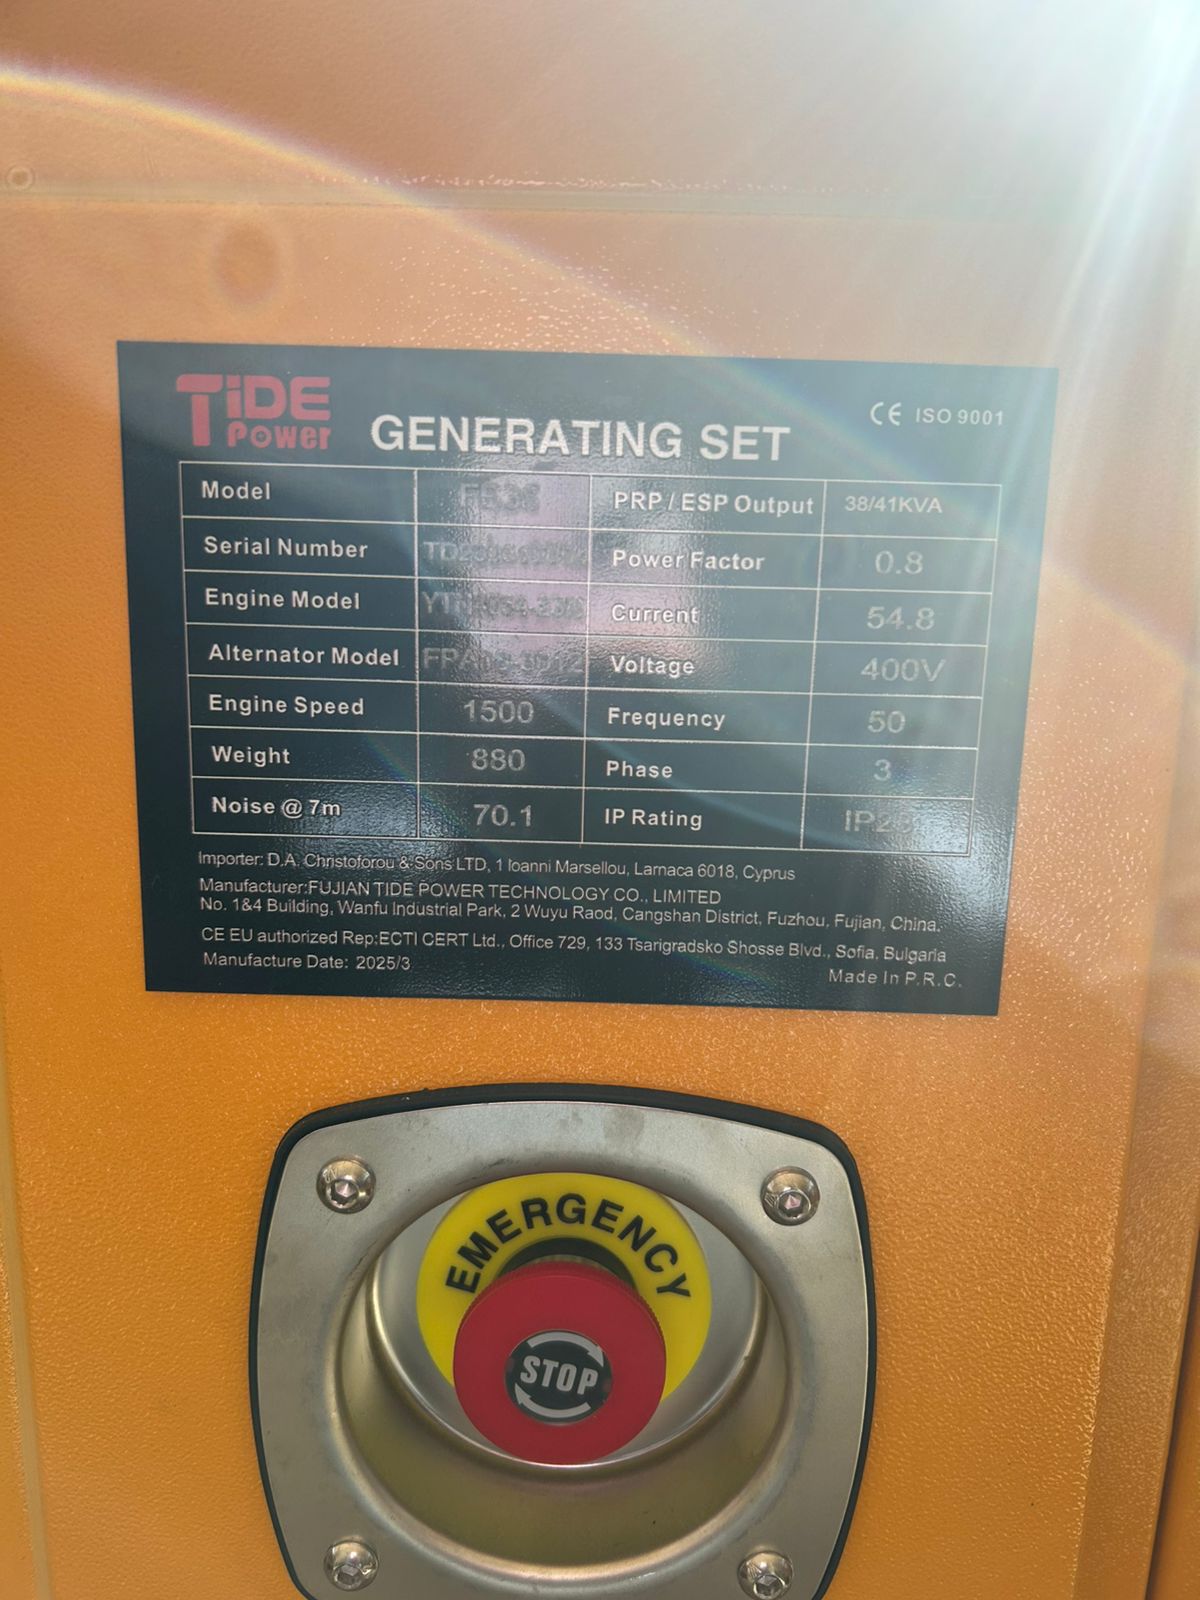 TiDE
Power
GENERATING SET
CE ISO 9001
Model PRP / ESP Output 38/41KVA
Serial Number Power Factor 0.8
Engine Model Current 54.8
Alternator Model Voltage 400V
Engine Speed 1500 Frequency 50
Weight 880 Phase 3
Noise @ 7m 70.1 IP Rating
Importer: D.A. Christoforou & Sons LTD, 1 Ioanni Marsellou, Larnaca 6018, Cyprus
Manufacturer:FUJIAN TIDE POWER TECHNOLOGY CO., LIMITED
No. 1&4 Building, Wanfu Industrial Park, 2 Wuyu Raod, Cangshan District, Fuzhou, Fujian, China.
CE EU authorized Rep:ECTI CERT Ltd., Office 729, 133 Tsarigradsko Shosse Blvd., Sofia, Bulgaria
Manufacture Date: 2025/3
Made In P.R.C.
EMERGENCY
STOP